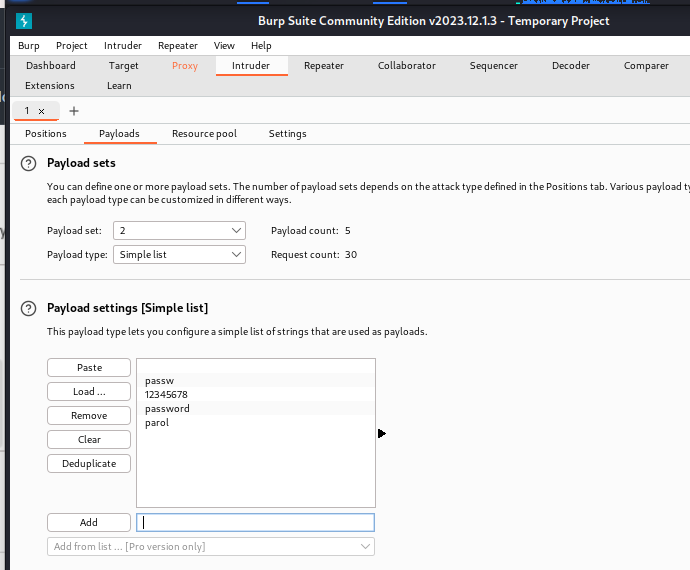 Burp Suite Community Edition v2023.12.1.3 - Temporary Project
Burp Project Intruder Repeater View Help
Dashboard Target Proxy Intruder Repeater Collaborator Sequencer Decoder Comparer
Extensions Learn
1 × +
Positions Payloads Resource pool Settings
? Payload sets
You can define one or more payload sets. The number of payload sets depends on the attack type defined in the Positions tab. Various payload ty
each payload type can be customized in different ways.
Payload set: 2 Payload count: 5
Payload type: Simple list Request count: 30
? Payload settings [Simple list]
This payload type lets you configure a simple list of strings that are used as payloads.
Paste
Load ...
Remove
Clear
Deduplicate
passw
12345678
password
parol
Add
Add from list ... [Pro version only]